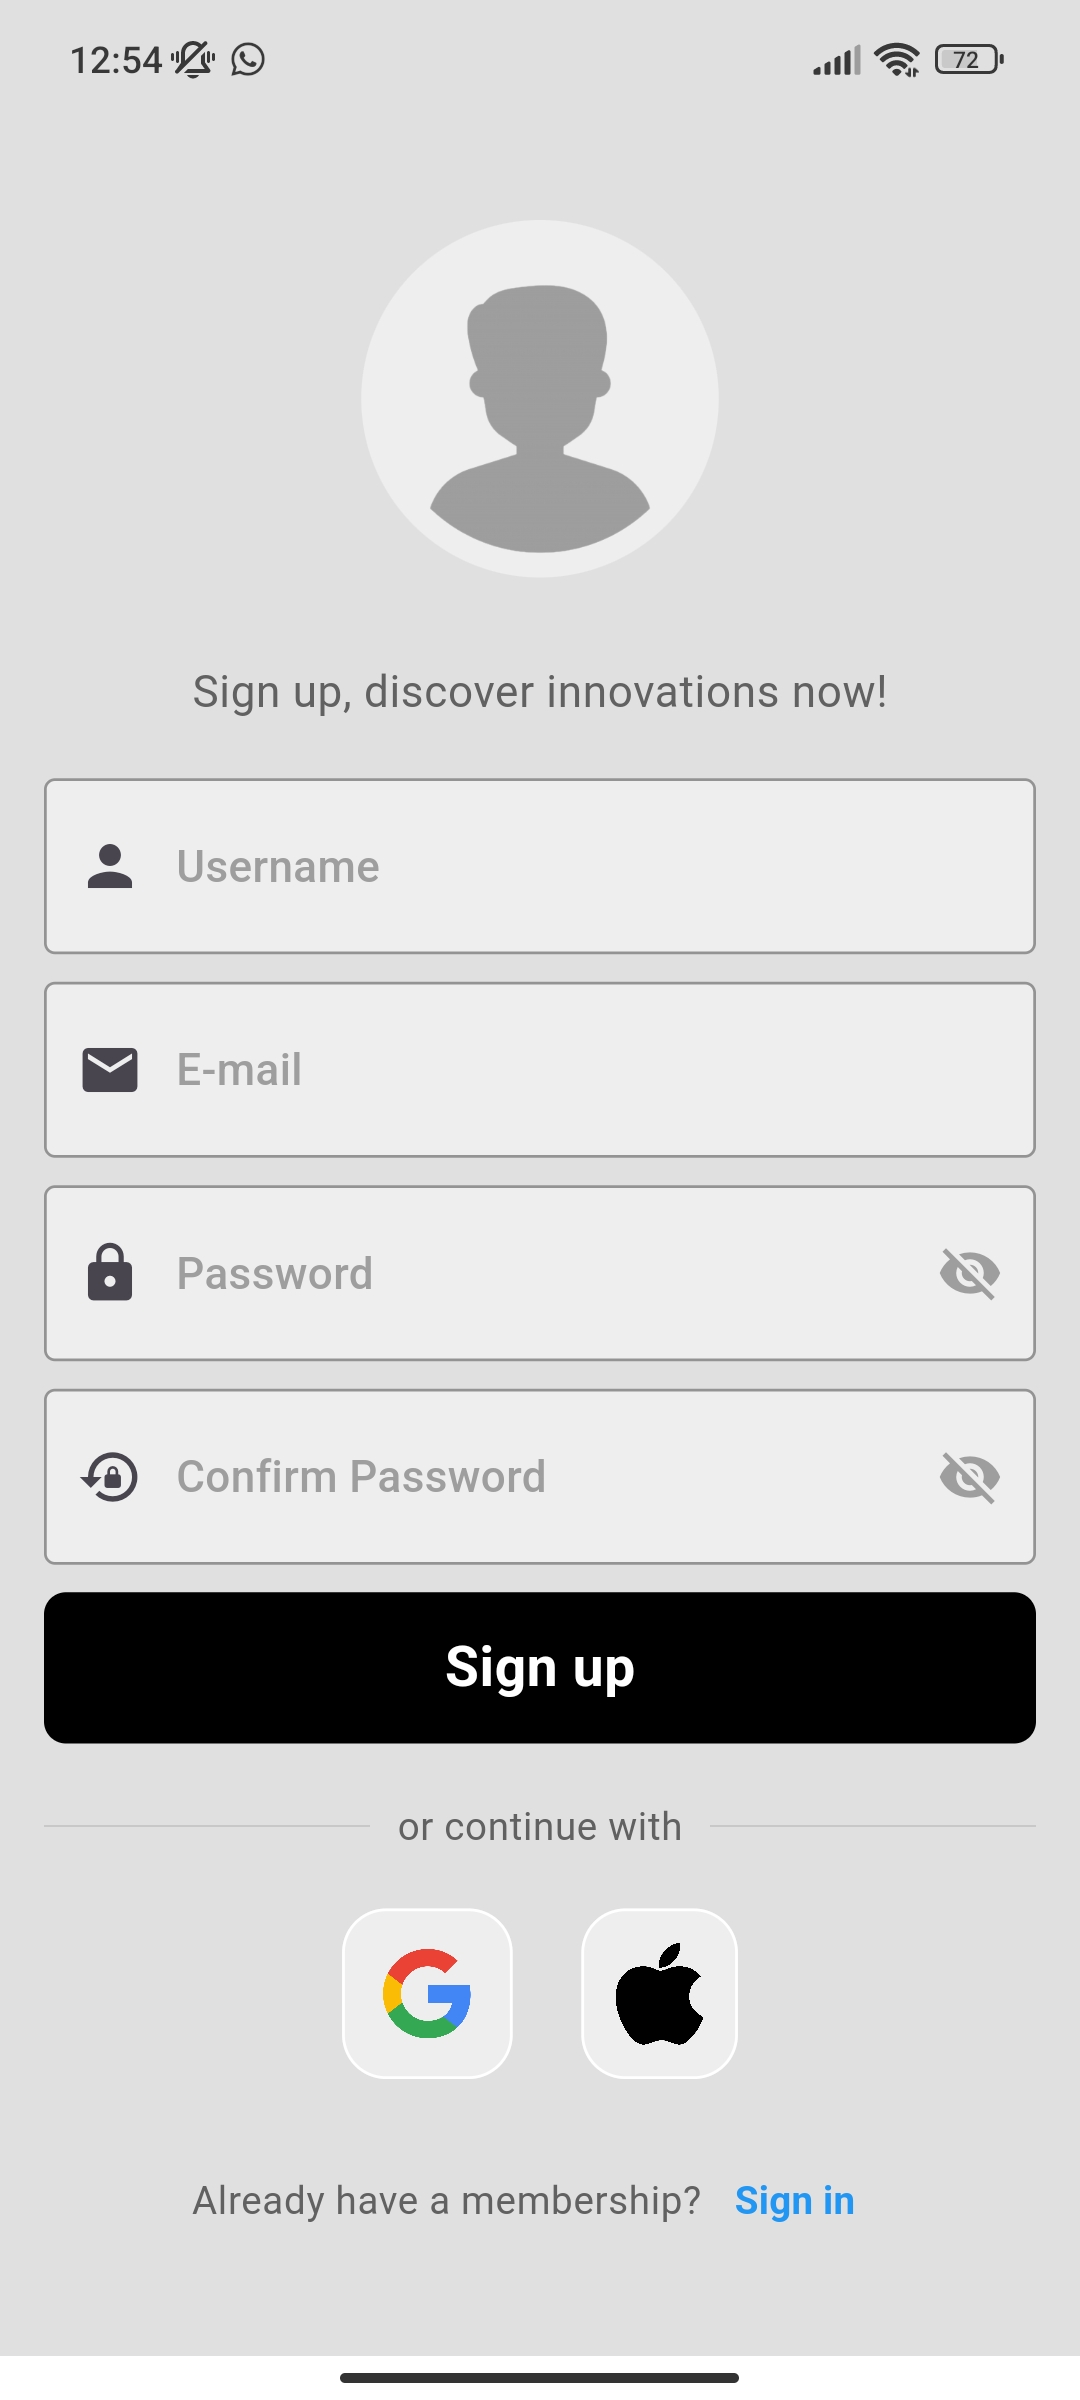 12:54
72
Sign up, discover innovations now!
Username
E-mail
Password
Confirm Password
Sign up
or continue with
Already have a membership? Sign in